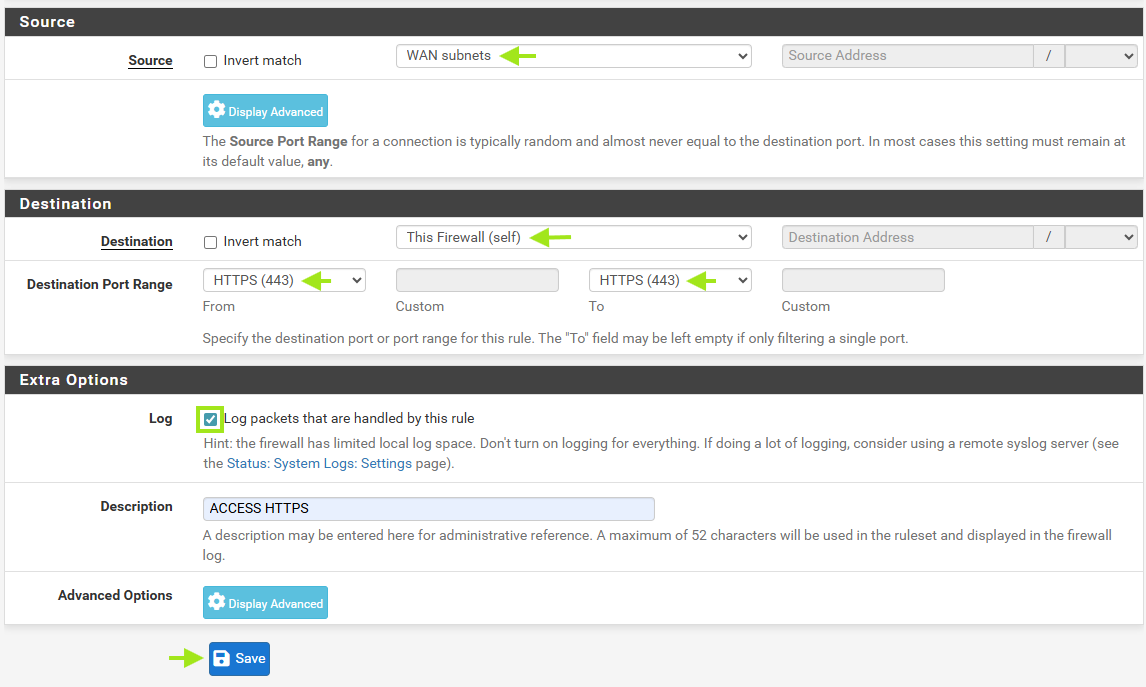 Source
Source Invert match WAN subnets Source Address /
Display Advanced
The Source Port Range for a connection is typically random and almost never equal to the destination port. In most cases this setting must remain at
its default value, any.
Destination
Destination Invert match This Firewall (self) Destination Address /
Destination Port Range HTTPS (443) HTTPS (443)
From Custom To Custom
Specify the destination port or port range for this rule. The "To" field may be left empty if only filtering a single port.
Extra Options
Log Log packets that are handled by this rule
Hint: the firewall has limited local log space. Don't turn on logging for everything. If doing a lot of logging, consider using a remote syslog server (see
the Status: System Logs: Settings page).
Description ACCESS HTTPS
A description may be entered here for administrative reference. A maximum of 52 characters will be used in the ruleset and displayed in the firewall
log.
Advanced Options Display Advanced
Save